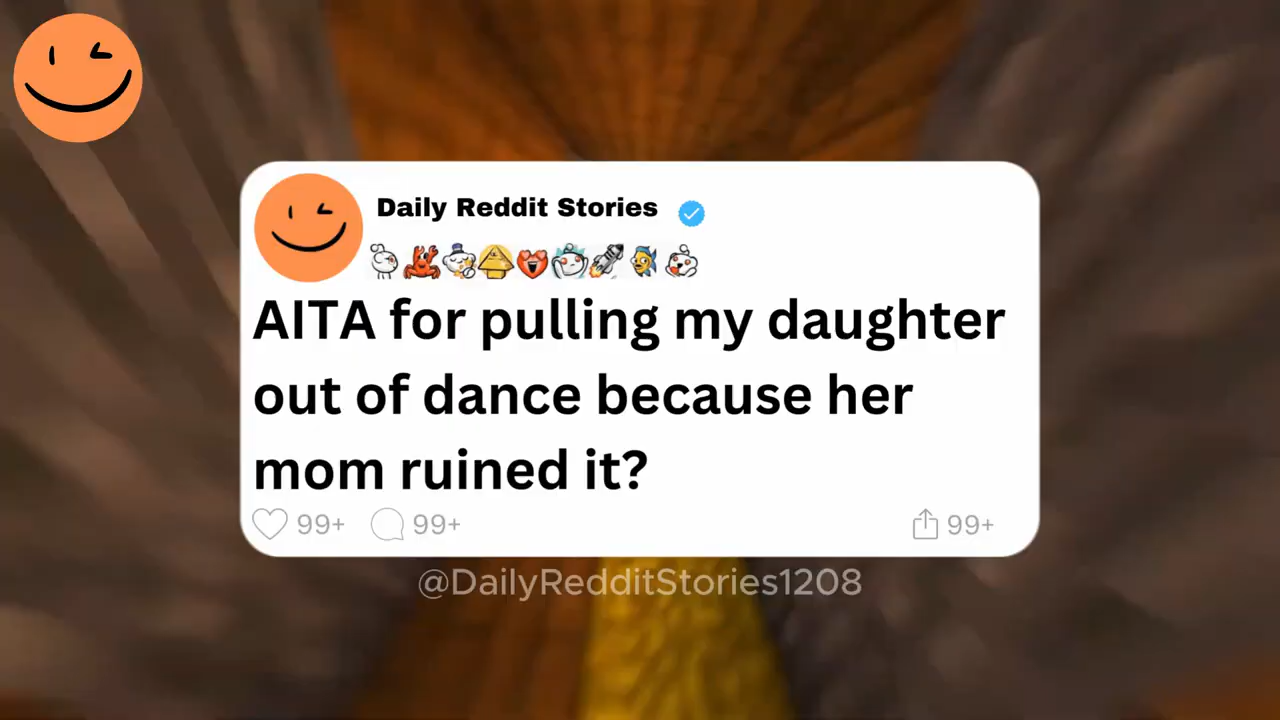 Daily Reddit Stories
AITA for pulling my daughter
out of dance because her
mom ruined it?
99+ 99+ 99+
@DailyRedditStories1208